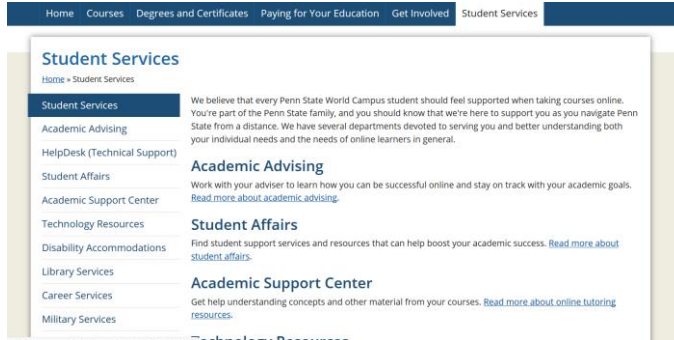 Home Courses Degrees and Certificates Paying for Your Education Get Involved Student Services
Student Services
Home » Student Services
Student Services
Academic Advising
HelpDesk (Technical Support)
Student Affairs
Academic Support Center
Technology Resources
Disability Accommodations
Library Services
Career Services
Military Services
We believe that every Penn State World Campus student should feel supported when taking courses online.
You're part of the Penn State family, and you should know that we're here to support you as you navigate Penn
State from a distance. We have several departments devoted to serving you and better understanding both
your individual needs and the needs of online learners in general.
Academic Advising
Work with your adviser to learn how you can be successful online and stay on track with your academic goals.
Read more about academic advising.
Student Affairs
Find student support services and resources that can help boost your academic success. Read more about
student affairs.
Academic Support Center
Get help understanding concepts and other material from your courses. Read more about online tutoring
resources.
Technology Resources